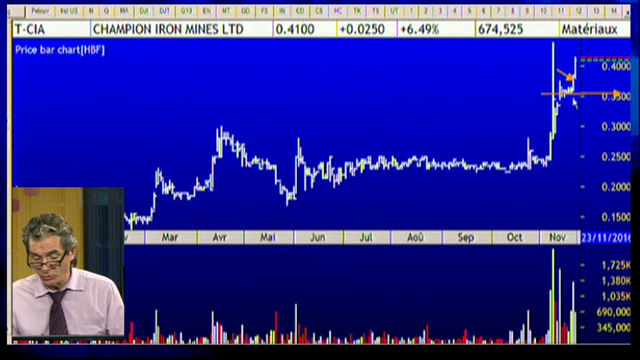 T-CIA CHAMPION IRON MINES LTD 0.4100 +0.0250 +6.49% 674,525 Matériaux
Price bar chart[HBF]
0.4000
0.3500
0.3000
0.2500
0.2000
0.1500
Mar Avr Mai Jun Jul Aoû Sep Oct Nov 23/11/2010
1,725K
1,380K
1,035K
690,000
345,000